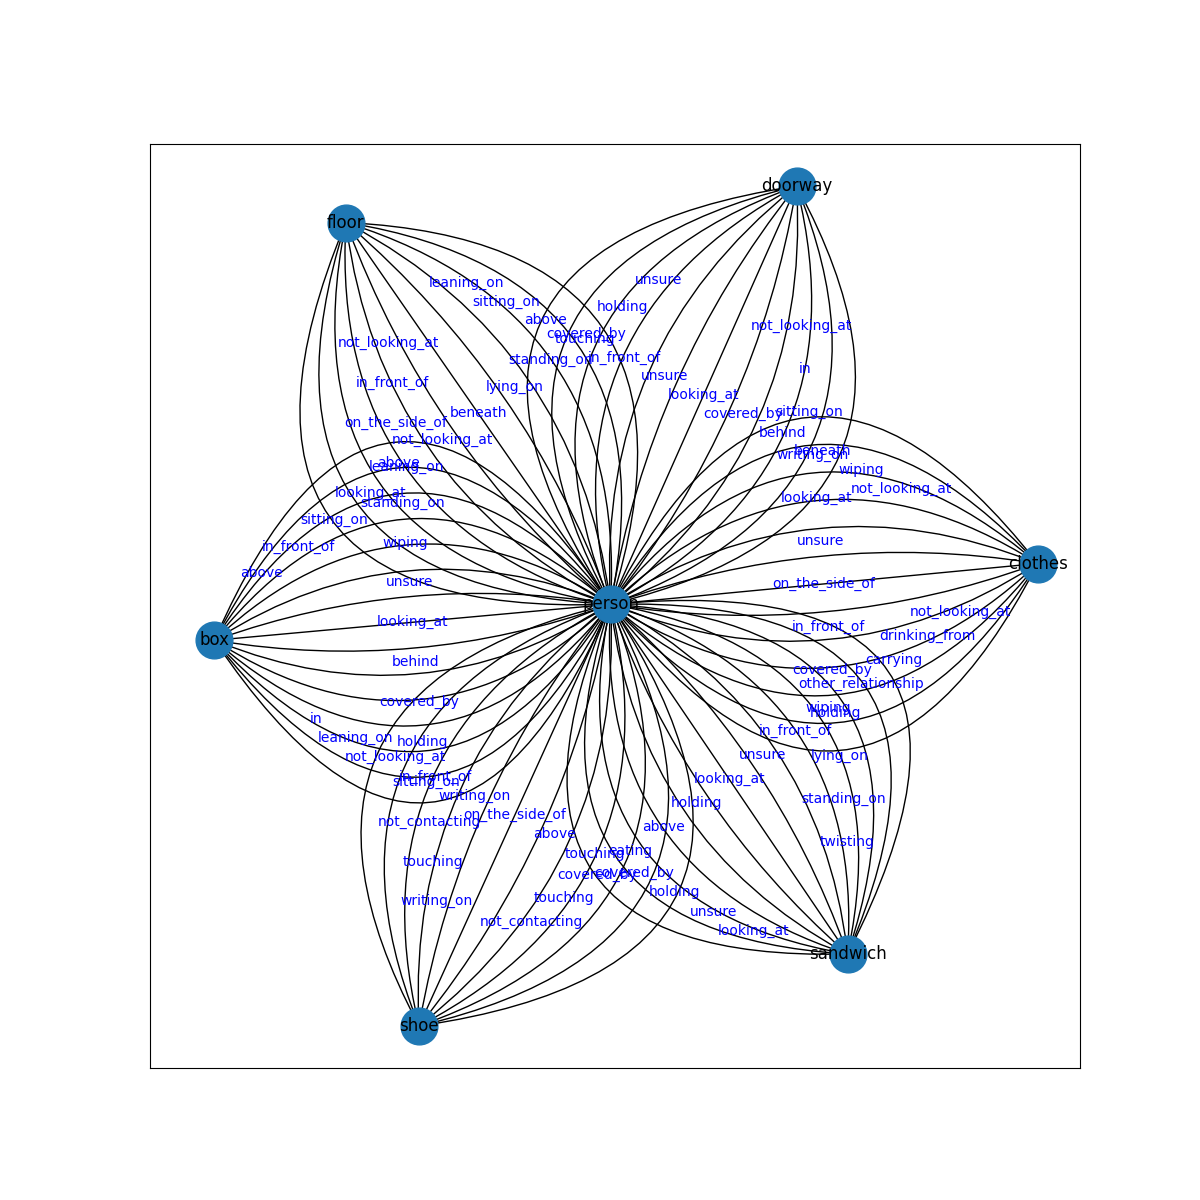 doorway
floor
unsure
leaning_on
sitting_on
holding
above
not_looking_at
covered_by
touching
not_looking_at
standing_on
in_front_of
in
unsure
in_front_of
lying_on
looking_at
beneath
covered_by
sitting_on
on_the_side_of
behind
not_looking_at
beneath
writing_on
above
leaning_on
wiping
not_looking_at
looking_at
looking_at
standing_on
sitting_on
unsure
wiping
in_front_of
clothes
above
unsure
on_the_side_of
person
not_looking_at
looking_at
in_front_of
drinking_from
box
behind
carrying
covered_by
other_relationship
covered_by
wiping
holding
in
in_front_of
leaning_on
holding
not_looking_at
unsure
lying_on
in_front_of
sitting_on
looking_at
writing_on
standing_on
holding
on_the_side_of
not_contacting
above
above
twisting
touching
eating
touching
covered_by
covered_by
holding
touching
writing_on
unsure
not_contacting
looking_at
sandwich
shoe